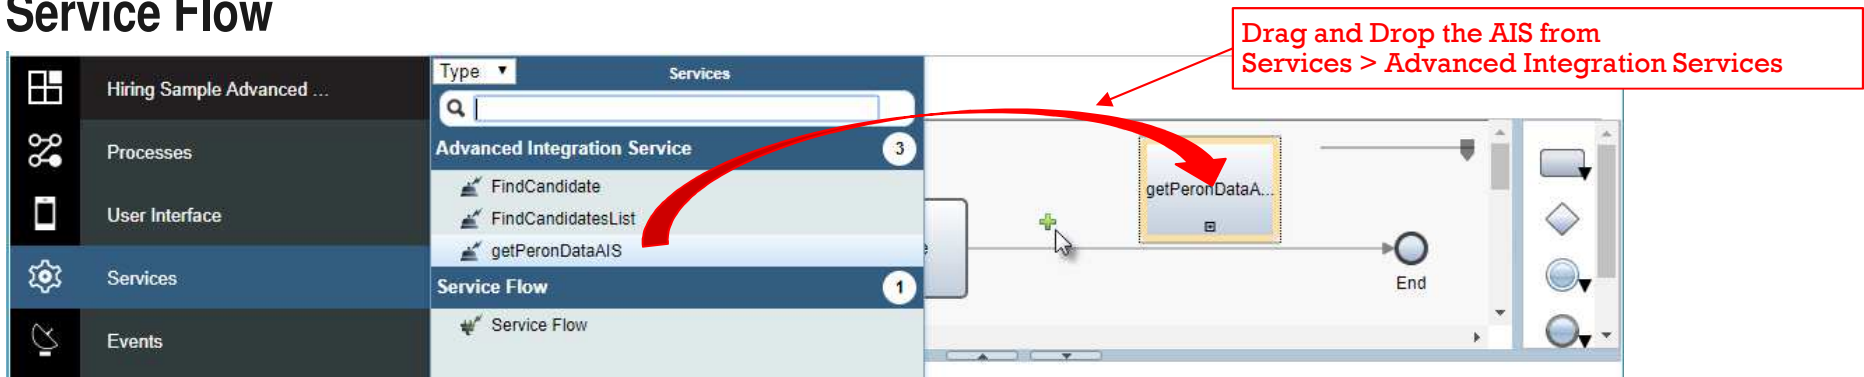 Service Flow
Drag and Drop the AIS from
Services > Advanced Integration Services
Hiring Sample Advanced ...
Processes
User Interface
Services
Events
Type
Services
Advanced Integration Service
3
FindCandidate
FindCandidatesList
getPeronDataAIS
Service Flow
1
Service Flow
getPeronDataA...
End